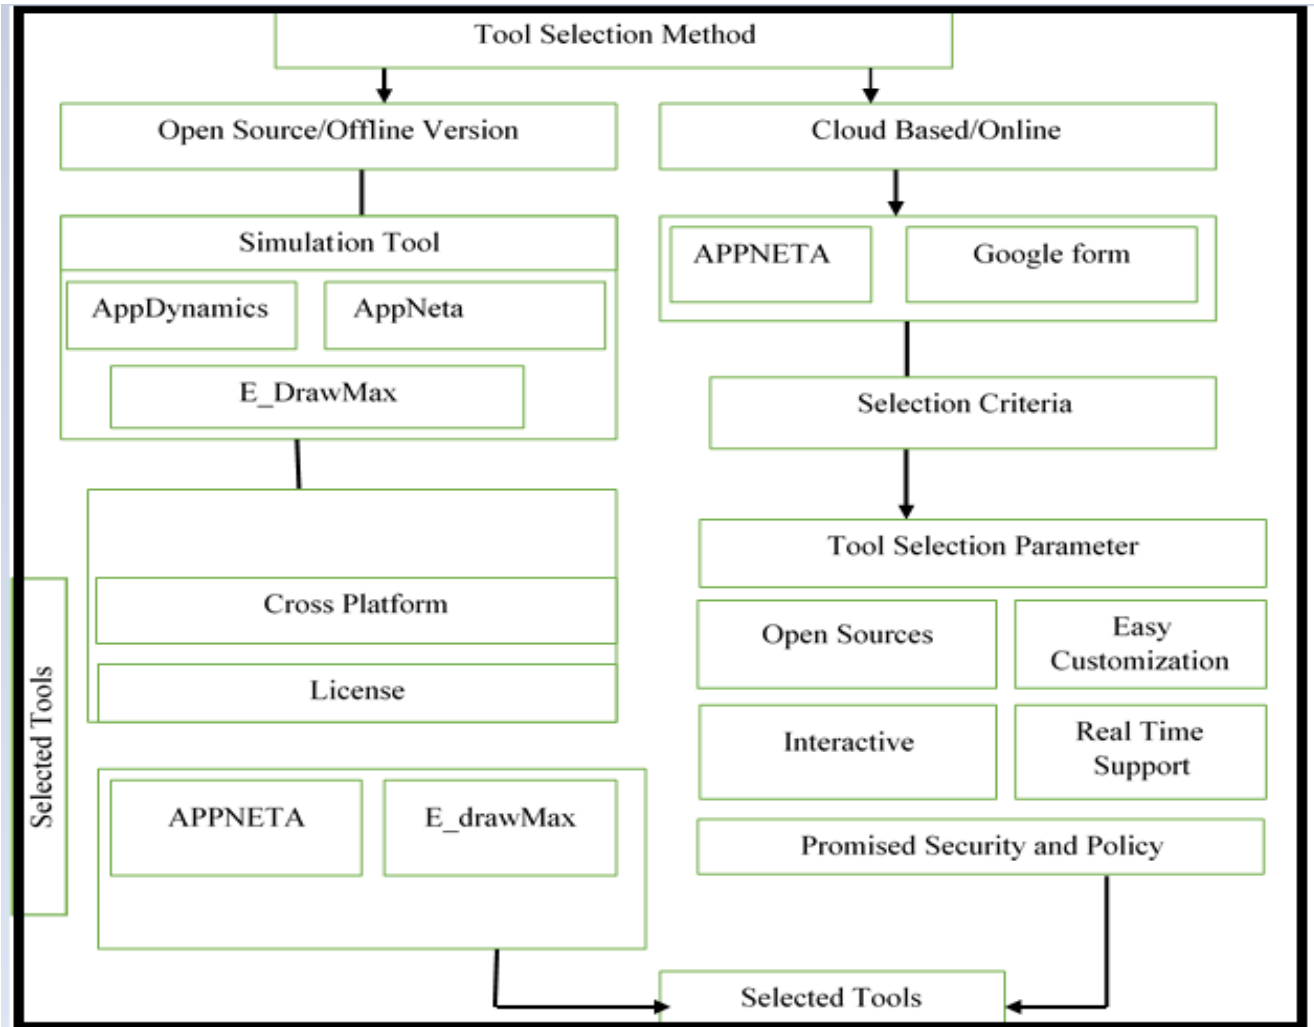 Tool Selection Method
Open Source/Offline Version
Cloud Based/Online
Simulation Tool
AppDynamics
AppNeta
E_DrawMax
APPNETA
Google form
Selection Criteria
Cross Platform
License
Tool Selection Parameter
Open Sources
Easy
Customization
Interactive
Real Time
Support
Promised Security and Policy
Selected Tools
APPNETA
E_drawMax
Selected Tools